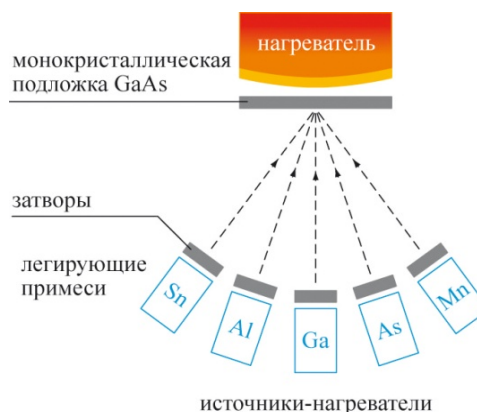 нагреватель
монокристаллическая
подложка GaAs
затворы
легирующие
примеси
Sn
Al
Ga
As
Mn
источники-нагреватели